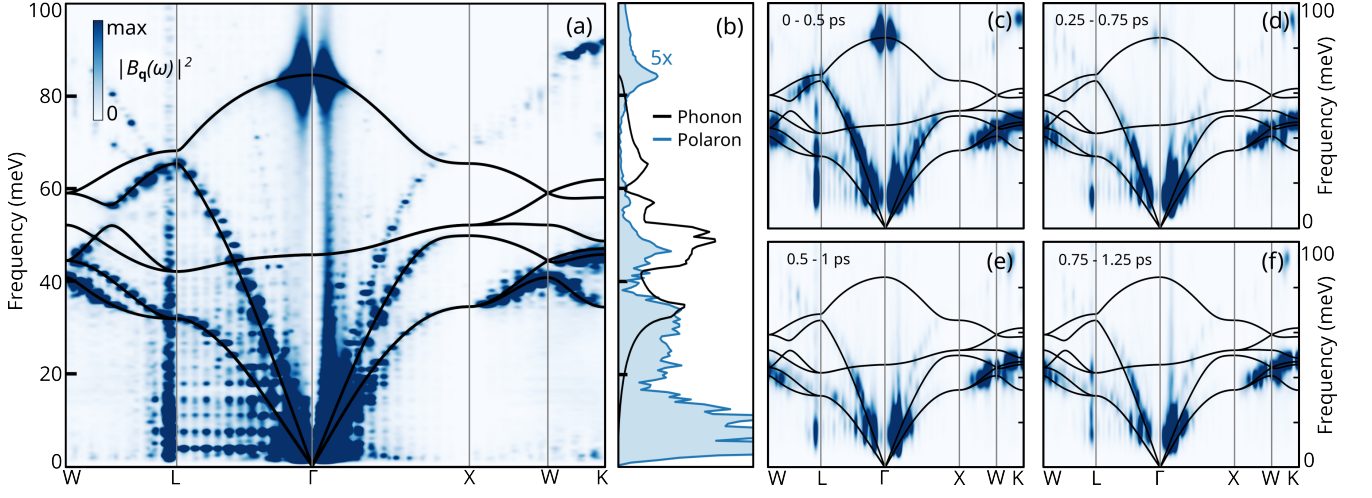 100
80
60
40
20
0
Frequency (meV)
max
|B_q(ω)|²
0
(a)
W L Γ X W K
(b)
5x
Phonon
Polaron
0 - 0.5 ps
(c)
0.25 - 0.75 ps
(d)
100
Frequency (meV)
0
0.5 - 1 ps
(e)
0.75 - 1.25 ps
(f)
100
Frequency (meV)
0
W L Γ X W K
W L Γ X W K